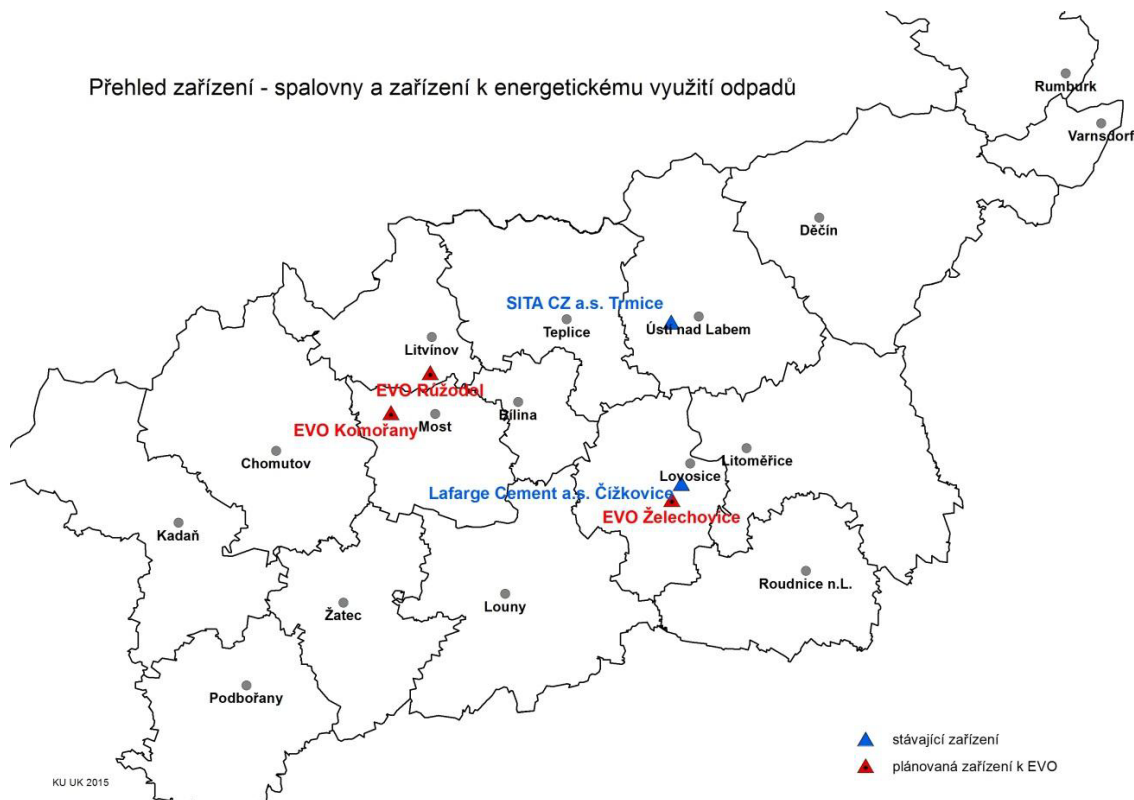 Přehled zařízení - spalovny a zařízení k energetickému využití odpadů
Rumburk
Varnsdorf
Děčín
SITA CZ a.s. Trmice
Teplice
Ústí nad Labem
Litvínov
EVO Růžodol
Bílina
Most
EVO Komořany
Chomutov
Litoměřice
Lovosice
Lafarge Cement a.s. Čížkovice
EVO Želechovice
Kadaň
Roudnice n.L.
Louny
Žatec
Podbořany
stávající zařízení
plánovaná zařízení k EVO
KU UK 2015